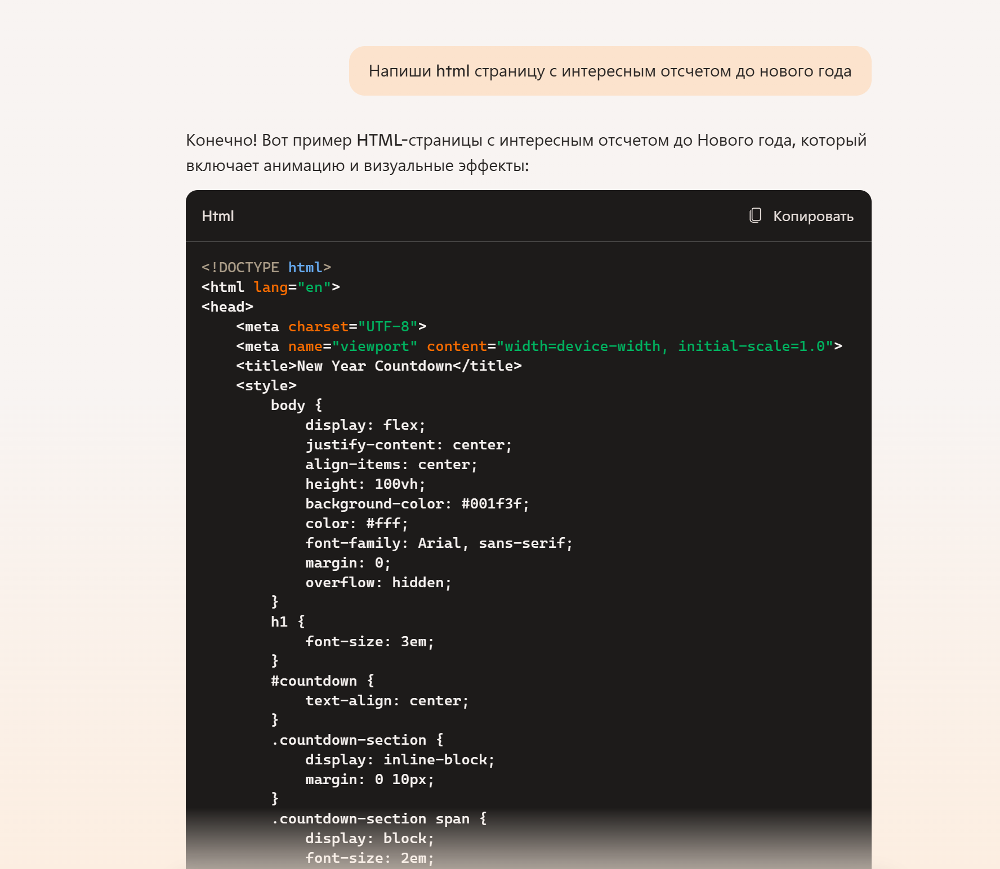 Напиши html страницу с интересным отсчетом до нового года
Конечно! Вот пример HTML-страницы с интересным отсчетом до Нового года, который
включает анимацию и визуальные эффекты:
Html
Копировать
<!DOCTYPE html>
<html lang="en">
<head>
    <meta charset="UTF-8">
    <meta name="viewport" content="width=device-width, initial-scale=1.0">
    <title>New Year Countdown</title>
    <style>
        body {
            display: flex;
            justify-content: center;
            align-items: center;
            height: 100vh;
            background-color: #001f3f;
            color: #fff;
            font-family: Arial, sans-serif;
            margin: 0;
            overflow: hidden;
        }
        h1 {
            font-size: 3em;
        }
        #countdown {
            text-align: center;
        }
        .countdown-section {
            display: inline-block;
            margin: 0 10px;
        }
        .countdown-section span {
            display: block;
            font-size: 2em;